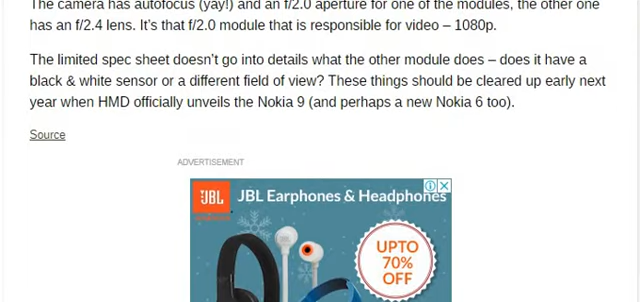 The camera has autofocus (yay!) and an f/2.0 aperture for one of the modules, the other one
has an f/2.4 lens. It’s that f/2.0 module that is responsible for video – 1080p.
The limited spec sheet doesn’t go into details what the other module does – does it have a
black & white sensor or a different field of view? These things should be cleared up early next
year when HMD officially unveils the Nokia 9 (and perhaps a new Nokia 6 too).
Source
ADVERTISEMENT
JBL
JBL Earphones & Headphones
UPTO
70%
OFF